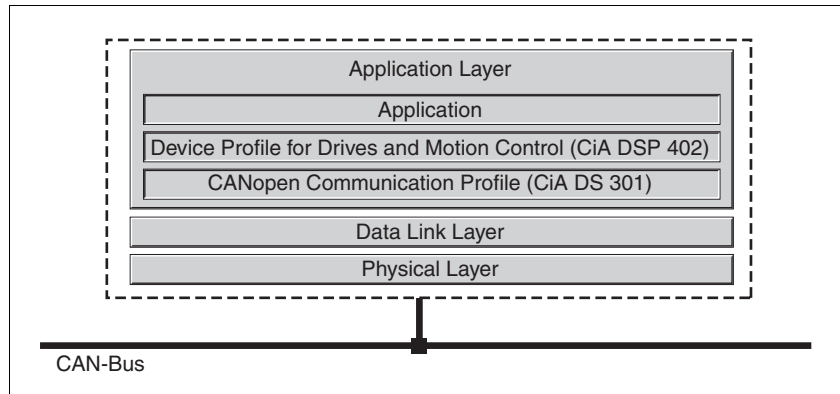 Application Layer
Application
Device Profile for Drives and Motion Control (CiA DSP 402)
CANopen Communication Profile (CiA DS 301)
Data Link Layer
Physical Layer
CAN-Bus